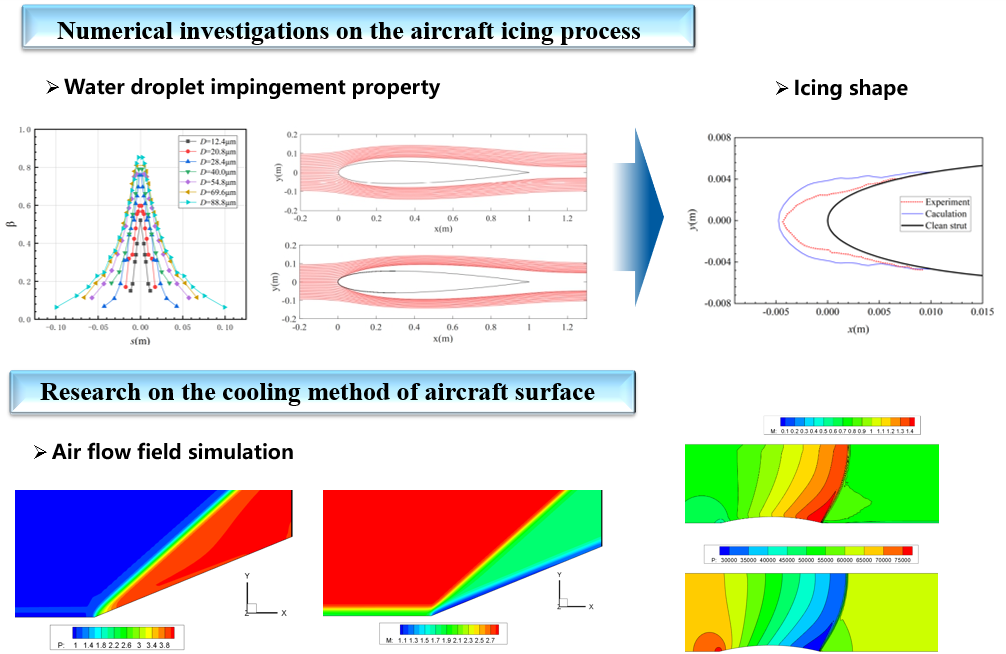 Numerical investigations on the aircraft icing process
➢ Water droplet impingement property
➢ Icing shape
1.0
0.8
0.6
0.4
0.2
0.0
β
-0.10 -0.05 0.00 0.05 0.10
s(m)
D=12.4μm
D=20.8μm
D=28.4μm
D=40.0μm
D=54.8μm
D=69.6μm
D=88.8μm
0.2
0.1
0
-0.1
-0.2
y(m)
-0.2 0 0.2 0.4 0.6 0.8 1 1.2
x(m)
0.2
0.1
0
-0.1
-0.2
y(m)
-0.2 0 0.2 0.4 0.6 0.8 1 1.2
x(m)
0.008
0.004
0.000
-0.004
-0.008
y(m)
Experiment
Caculation
Clean strut
-0.005 0.000 0.005 0.010 0.015
x(m)
Research on the cooling method of aircraft surface
➢ Air flow field simulation
Y
Z X
P: 1 1.4 1.8 2.2 2.6 3 3.4 3.8
Y
Z X
M: 1.1 1.3 1.5 1.7 1.9 2.1 2.3 2.5 2.7
M: 0.1 0.2 0.3 0.4 0.5 0.6 0.7 0.8 0.9 1 1.1 1.2 1.3 1.4
P: 30000 35000 40000 45000 50000 55000 60000 65000 70000 75000